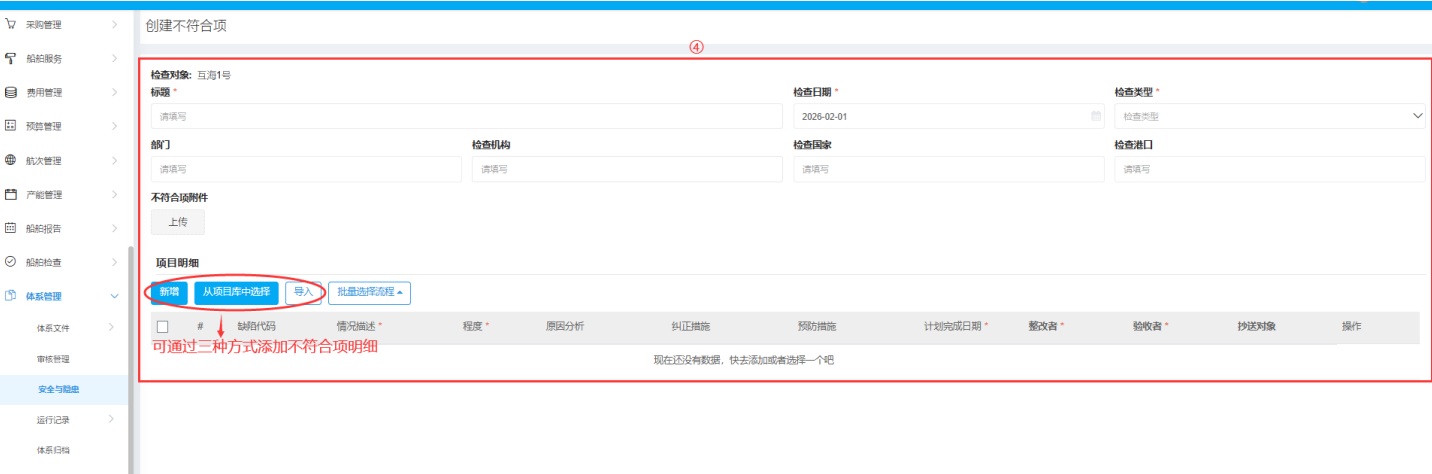 采购管理
船舶服务
费用管理
预算管理
航次管理
产能管理
船舶报告
船舶检查
体系管理
体系文件
审核管理
安全与隐患
运行记录
体系归档
创建不符合项
④
检查对象: 互海1号
标题 * 检查日期 * 检查类型 *
请填写 2026-02-01 检查类型
部门 检查机构 检查国家 检查港口
请填写 请填写 请填写 请填写
不符合项附件
上传
项目明细
新增 从项目库中选择 导入 批量选择流程
# 缺陷代码 情况描述 * 程度 * 原因分析 纠正措施 预防措施 计划完成日期 * 整改者 * 验收者 * 抄送对象 操作
可通过三种方式添加不符合项明细
现在还没有数据，快去添加或者选择一个吧